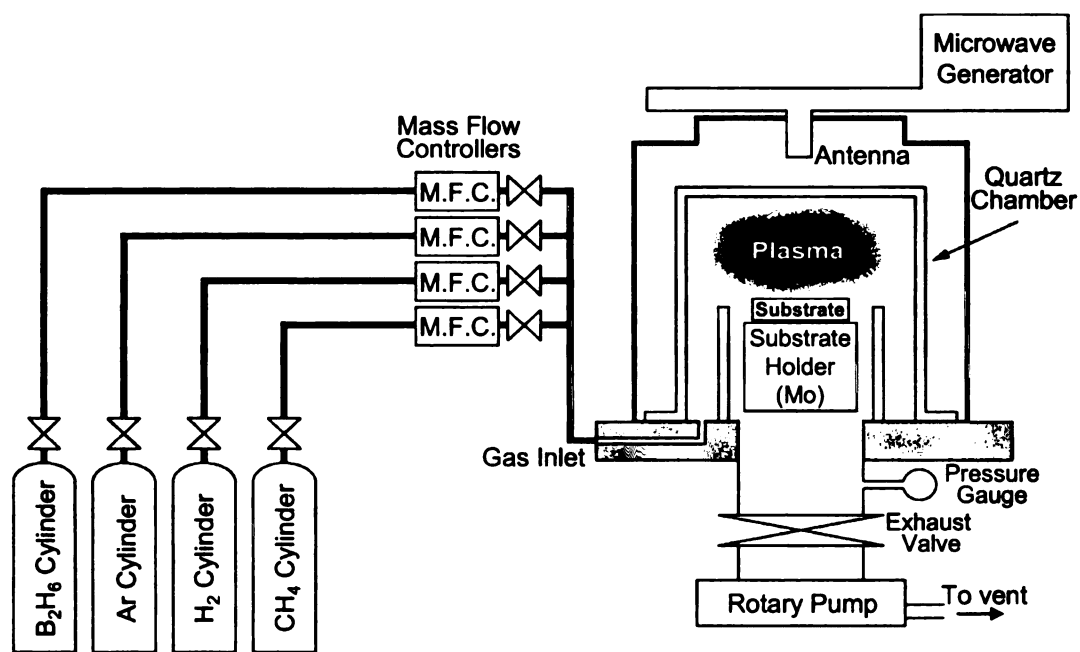 Microwave
Generator
Mass Flow
Controllers
Antenna
Quartz
Chamber
M.F.C.
M.F.C.
M.F.C.
M.F.C.
Plasma
Substrate
Substrate
Holder
(Mo)
Gas Inlet
Pressure
Gauge
Exhaust
Valve
Rotary Pump
To vent
B₂H₆ Cylinder
Ar Cylinder
H₂ Cylinder
CH₄ Cylinder